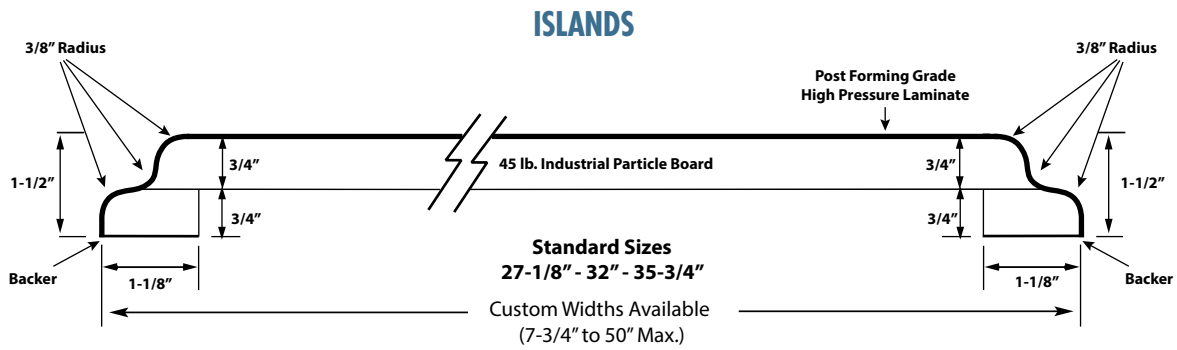 ISLANDS
3/8” Radius
3/8” Radius
Post Forming Grade
High Pressure Laminate
3/4”
45 lb. Industrial Particle Board
3/4”
1-1/2”
1-1/2”
3/4”
3/4”
Standard Sizes
27-1/8” - 32” - 35-3/4”
Backer
1-1/8”
1-1/8”
Backer
Custom Widths Available
(7-3/4” to 50” Max.)